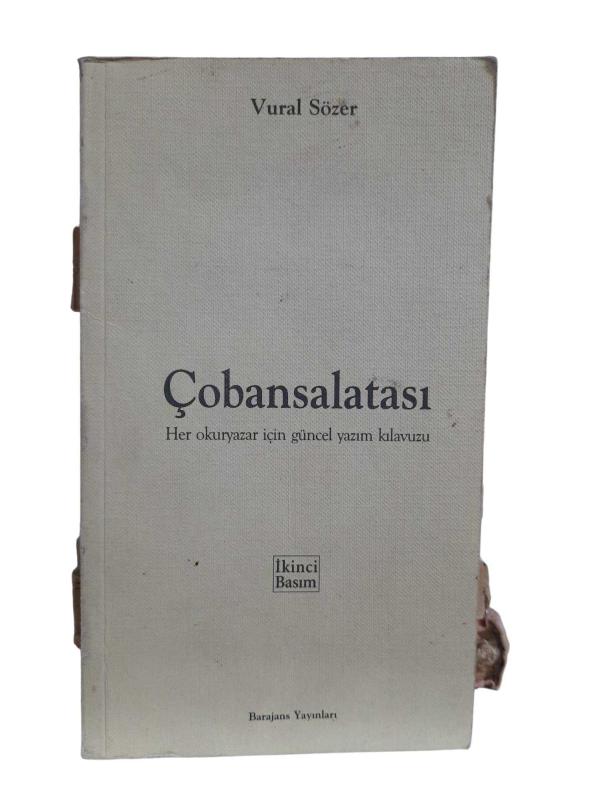 Vural Sözer
Çobansalatası
Her okuryazar için güncel yazım kılavuzu
İkinci
Basım
Barajans Yayınları